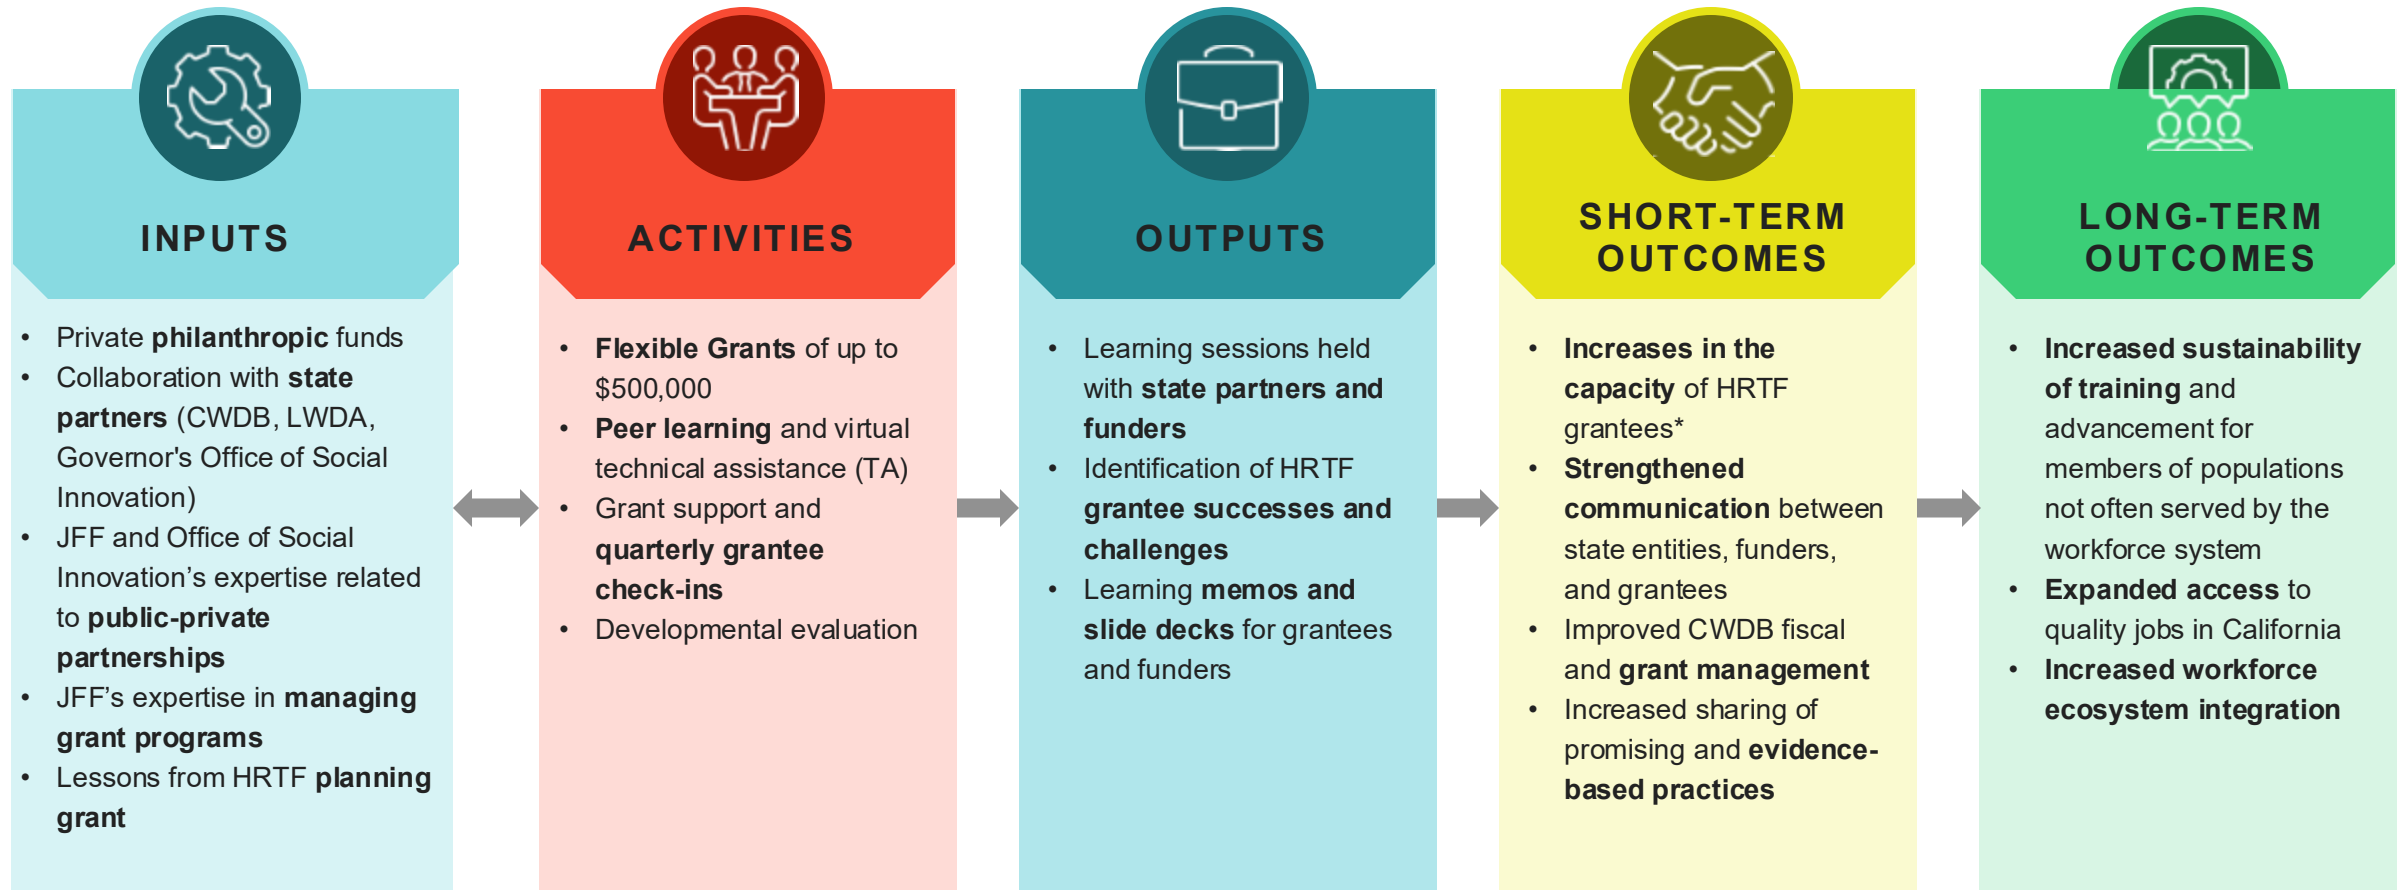 INPUTS
• Private philanthropic funds
• Collaboration with state
partners (CWDB, LWDA,
Governor's Office of Social
Innovation)
• JFF and Office of Social
Innovation’s expertise related
to public-private
partnerships
• JFF’s expertise in managing
grant programs
• Lessons from HRTF planning
grant
ACTIVITIES
• Flexible Grants of up to
$500,000
• Peer learning and virtual
technical assistance (TA)
• Grant support and
quarterly grantee
check-ins
• Developmental evaluation
OUTPUTS
• Learning sessions held
with state partners and
funders
• Identification of HRTF
grantee successes and
challenges
• Learning memos and
slide decks for grantees
and funders
SHORT-TERM
OUTCOMES
• Increases in the
capacity of HRTF
grantees*
• Strengthened
communication between
state entities, funders,
and grantees
• Improved CWDB fiscal
and grant management
• Increased sharing of
promising and evidence-
based practices
LONG-TERM
OUTCOMES
• Increased sustainability
of training and
advancement for
members of populations
not often served by the
workforce system
• Expanded access to
quality jobs in California
• Increased workforce
ecosystem integration